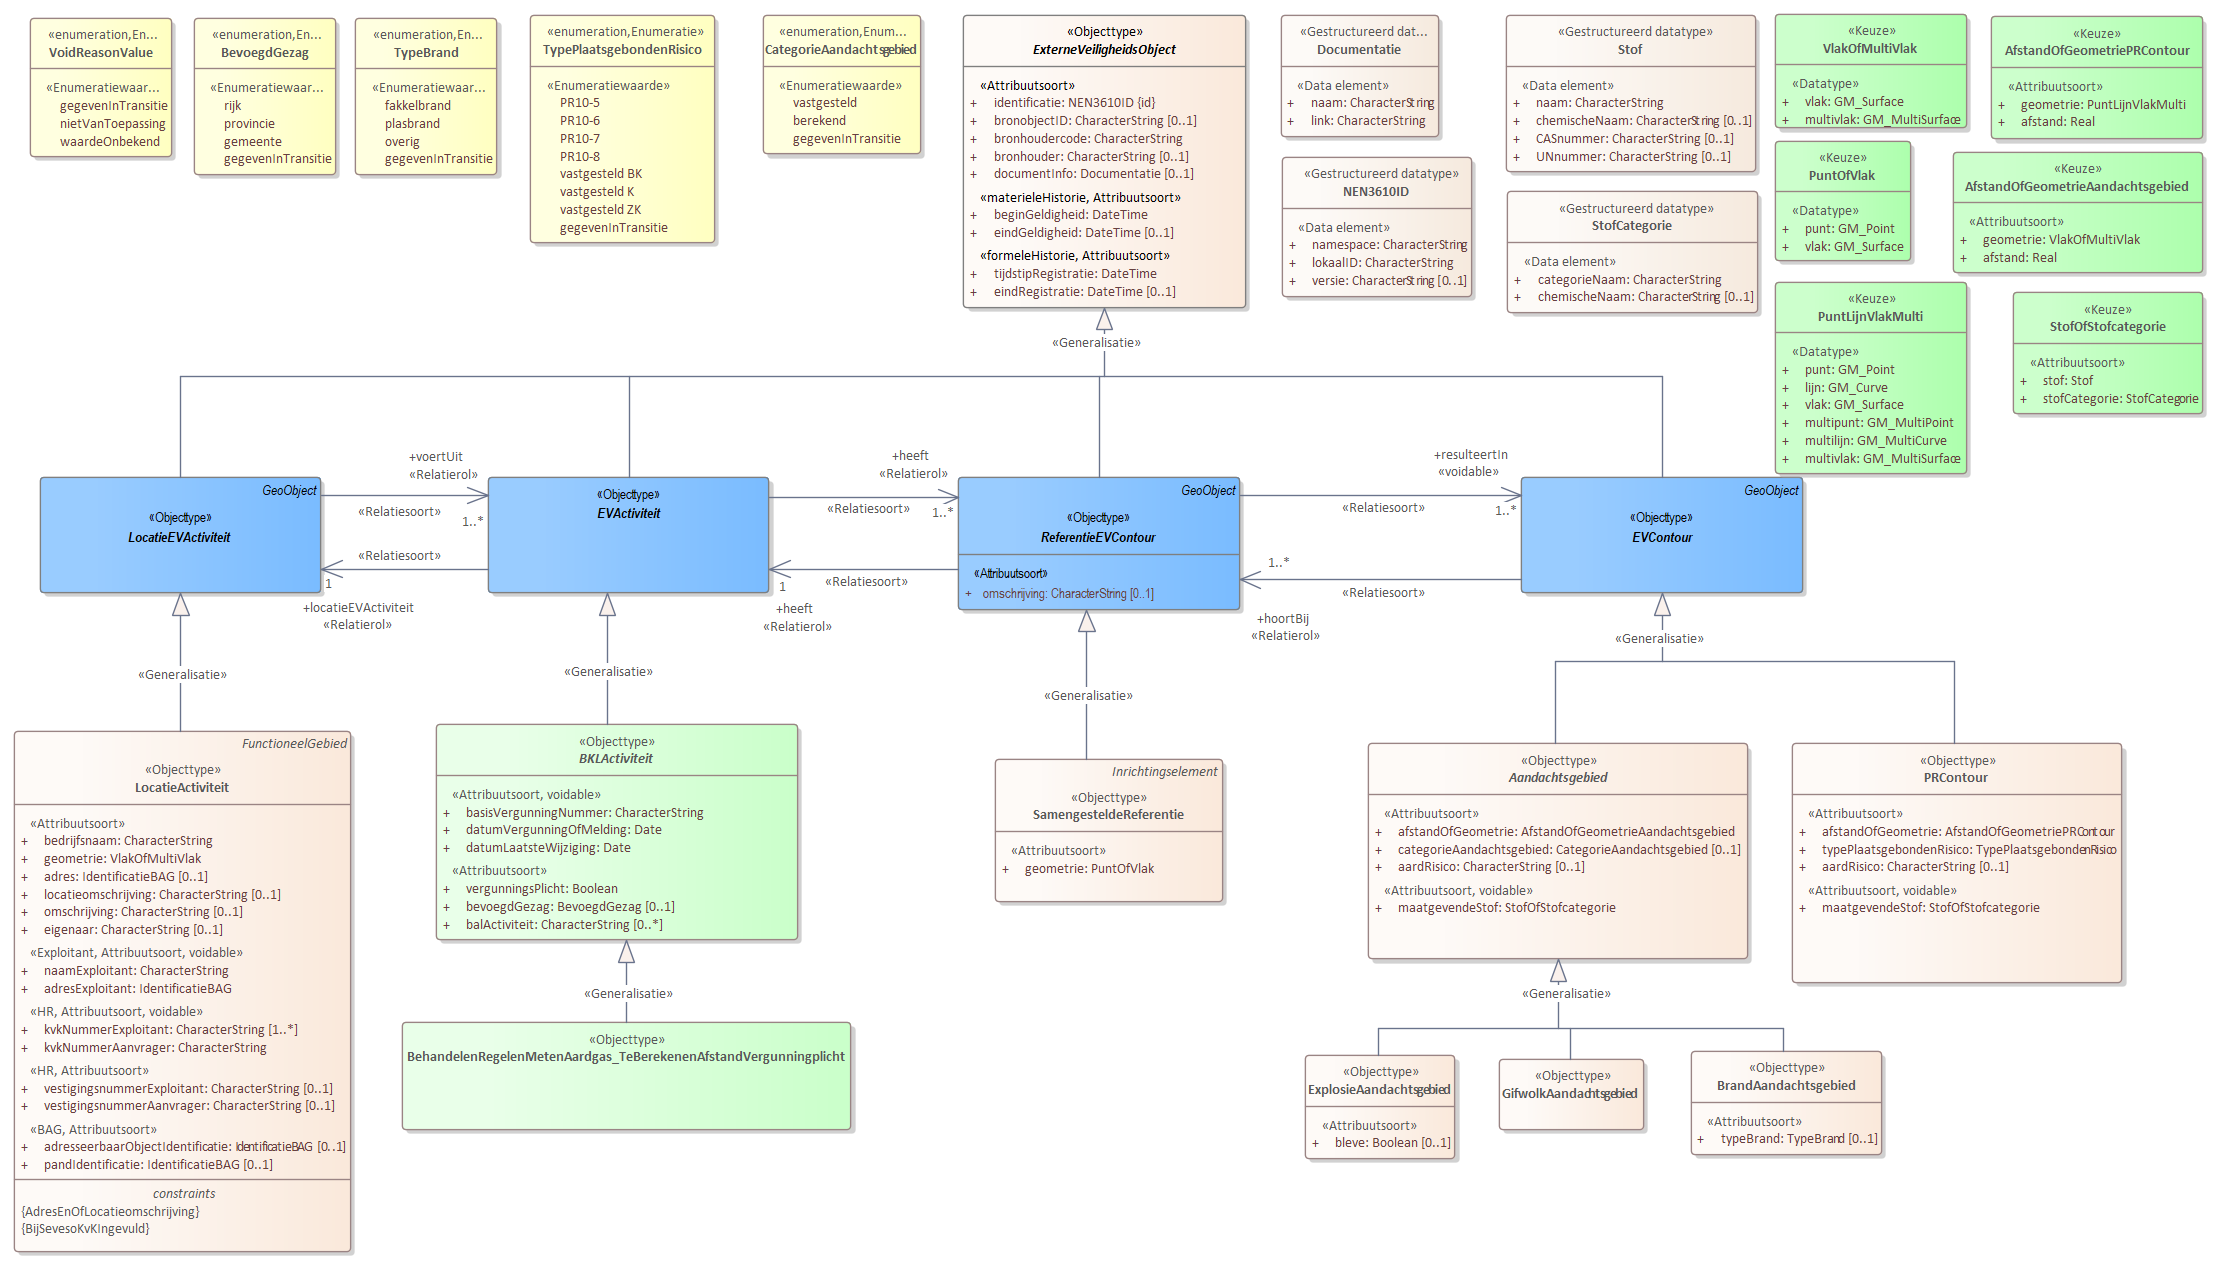 «enumeration,En...
VoidReasonValue
«Enumeratiewaar...
gegevenInTransitie
nietVanToepassing
waardeOnbekend
«enumeration,En...
BevoegdGezag
«Enumeratiewaar...
rijk
provincie
gemeente
gegevenInTransitie
«enumeration,En...
TypeBrand
«Enumeratiewaar...
fakkelbrand
plasbrand
overig
gegevenInTransitie
«enumeration,Enumeratie»
TypePlaatsgebondenRisico
«Enumeratiewaarde»
PR10-5
PR10-6
PR10-7
PR10-8
vastgesteld BK
vastgesteld K
vastgesteld ZK
gegevenInTransitie
«enumeration,Enum...
CategorieAandachtsgebied
«Enumeratiewaarde»
vastgesteld
berekend
gegevenInTransitie
«Objecttype»
ExterneVeiligheidsObject
«Attribuutsoort»
+ identificatie: NEN3610ID {id}
+ bronobjectID: CharacterString [0..1]
+ bronhoudercode: CharacterString
+ bronhouder: CharacterString [0..1]
+ documentInfo: Documentatie [0..1]
«materieleHistorie, Attribuutsoort»
+ beginGeldigheid: DateTime
+ eindGeldigheid: DateTime [0..1]
«formeleHistorie, Attribuutsoort»
+ tijdstipRegistratie: DateTime
+ eindRegistratie: DateTime [0..1]
«Gestructureerd dat...
Documentatie
«Data element»
+ naam: CharacterString
+ link: CharacterString
«Gestructureerd datatype»
NEN3610ID
«Data element»
+ namespace: CharacterString
+ lokaalID: CharacterString
+ versie: CharacterString [0..1]
«Gestructureerd datatype»
Stof
«Data element»
+ naam: CharacterString
+ chemischeNaam: CharacterString [0..1]
+ CASnummer: CharacterString [0..1]
+ UNnummer: CharacterString [0..1]
«Gestructureerd datatype»
StofCategorie
«Data element»
+ categorieNaam: CharacterString
+ chemischeNaam: CharacterString [0..1]
«Keuze»
VlakOfMultiVlak
«Datatype»
+ vlak: GM_Surface
+ multivlak: GM_MultiSurface
«Keuze»
PuntOfVlak
«Datatype»
+ punt: GM_Point
+ vlak: GM_Surface
«Keuze»
PuntLijnVlakMulti
«Datatype»
+ punt: GM_Point
+ lijn: GM_Curve
+ vlak: GM_Surface
+ multipunt: GM_MultiPoint
+ multilijn: GM_MultiCurve
+ multivlak: GM_MultiSurface
«Keuze»
AfstandOfGeometriePRContour
«Attribuutsoort»
+ geometrie: PuntLijnVlakMulti
+ afstand: Real
«Keuze»
AfstandOfGeometrieAandachtsgebied
«Attribuutsoort»
+ geometrie: VlakOfMultiVlak
+ afstand: Real
«Keuze»
StofOfStofcategorie
«Attribuutsoort»
+ stof: Stof
+ stofCategorie: StofCategorie
«Generalisatie»
GeoObject
«Objecttype»
LocatieEVActiviteit
+voertUit
«Relatierol»
«Relatiesoort»
1..*
«Relatiesoort»
1
+locatieEVActiviteit
«Relatierol»
«Objecttype»
EVActiviteit
+heeft
«Relatierol»
«Relatiesoort»
1..*
«Relatiesoort»
1
+heeft
«Relatierol»
GeoObject
«Objecttype»
ReferentieEVContour
«Attribuutsoort»
+ omschrijving: CharacterString [0..1]
+resulteertIn
«voidable»
«Relatiesoort»
1..*
1..*
«Relatiesoort»
+hoortBij
«Relatierol»
GeoObject
«Objecttype»
EVContour
«Generalisatie»
«Generalisatie»
«Generalisatie»
«Generalisatie»
FunctioneelGebied
«Objecttype»
LocatieActiviteit
«Attribuutsoort»
+ bedrijfsnaam: CharacterString
+ geometrie: VlakOfMultiVlak
+ adres: IdentificatieBAG [0..1]
+ locatieomschrijving: CharacterString [0..1]
+ omschrijving: CharacterString [0..1]
+ eigenaar: CharacterString [0..1]
«Exploitant, Attribuutsoort, voidable»
+ naamExploitant: CharacterString
+ adresExploitant: IdentificatieBAG
«HR, Attribuutsoort, voidable»
+ kvkNummerExploitant: CharacterString [1..*]
+ kvkNummerAanvrager: CharacterString
«HR, Attribuutsoort»
+ vestigingsnummerExploitant: CharacterString [0..1]
+ vestigingsnummerAanvrager: CharacterString [0..1]
«BAG, Attribuutsoort»
+ adresseerbaarObjectIdentificatie: IdentificatieBAG [0..1]
+ pandIdentificatie: IdentificatieBAG [0..1]
constraints
{AdresEnOfLocatieomschrijving}
{BijSevesoKvKIngevuld}
«Objecttype»
BKLActiviteit
«Attribuutsoort, voidable»
+ basisVergunningNummer: CharacterString
+ datumVergunningOfMelding: Date
+ datumLaatsteWijziging: Date
«Attribuutsoort»
+ vergunningsPlicht: Boolean
+ bevoegdGezag: BevoegdGezag [0..1]
+ balActiviteit: CharacterString [0..*]
«Generalisatie»
«Objecttype»
BehandelenRegelenMetenAardgas_TeBerekenenAfstandVergunningplicht
Inrichtingselement
«Objecttype»
SamengesteldeReferentie
«Attribuutsoort»
+ geometrie: PuntOfVlak
«Objecttype»
Aandachtsgebied
«Attribuutsoort»
+ afstandOfGeometrie: AfstandOfGeometrieAandachtsgebied
+ categorieAandachtsgebied: CategorieAandachtsgebied [0..1]
+ aardRisico: CharacterString [0..1]
«Attribuutsoort, voidable»
+ maatgevendeStof: StofOfStofcategorie
«Objecttype»
PRContour
«Attribuutsoort»
+ afstandOfGeometrie: AfstandOfGeometriePRContour
+ typePlaatsgebondenRisico: TypePlaatsgebondenRisico
+ aardRisico: CharacterString [0..1]
«Attribuutsoort, voidable»
+ maatgevendeStof: StofOfStofcategorie
«Generalisatie»
«Objecttype»
ExplosieAandachtsgebied
«Attribuutsoort»
+ bleve: Boolean [0..1]
«Objecttype»
GifwolkAandachtsgebied
«Objecttype»
BrandAandachtsgebied
«Attribuutsoort»
+ typeBrand: TypeBrand [0..1]